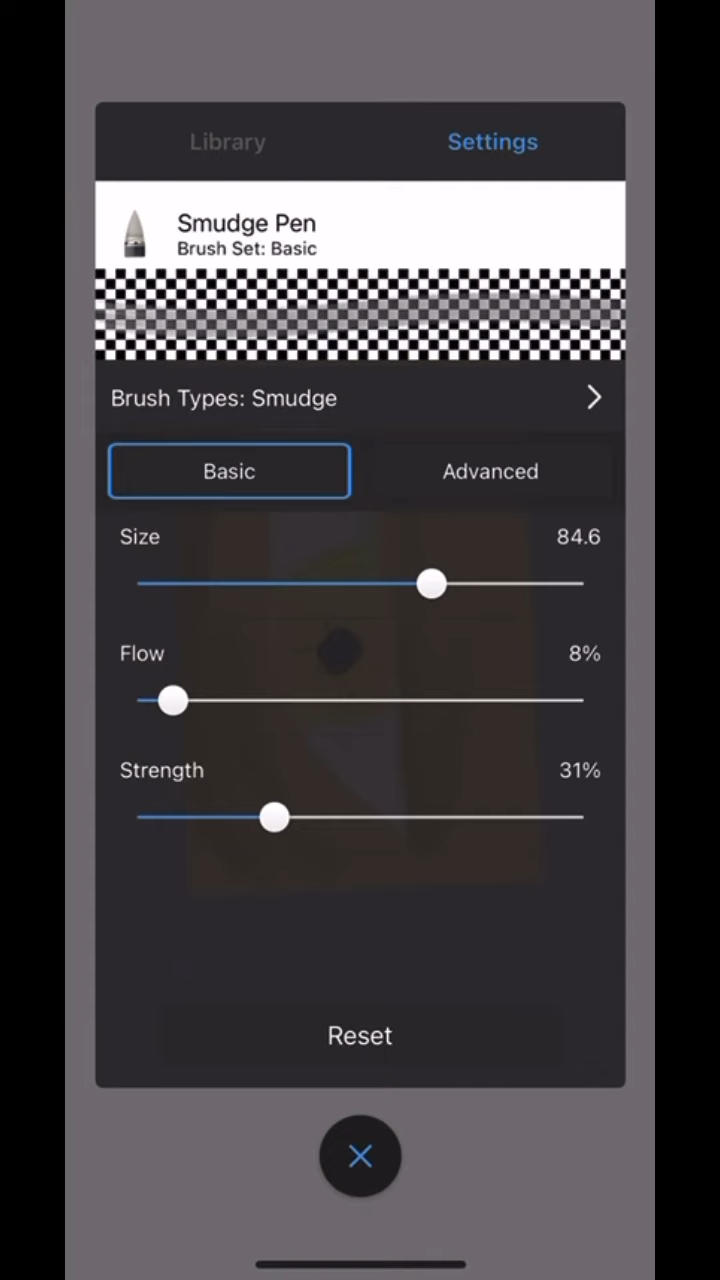 Library Settings
Smudge Pen
Brush Set: Basic
Brush Types: Smudge
Basic Advanced
Size 84.6
Flow 8%
Strength 31%
Reset